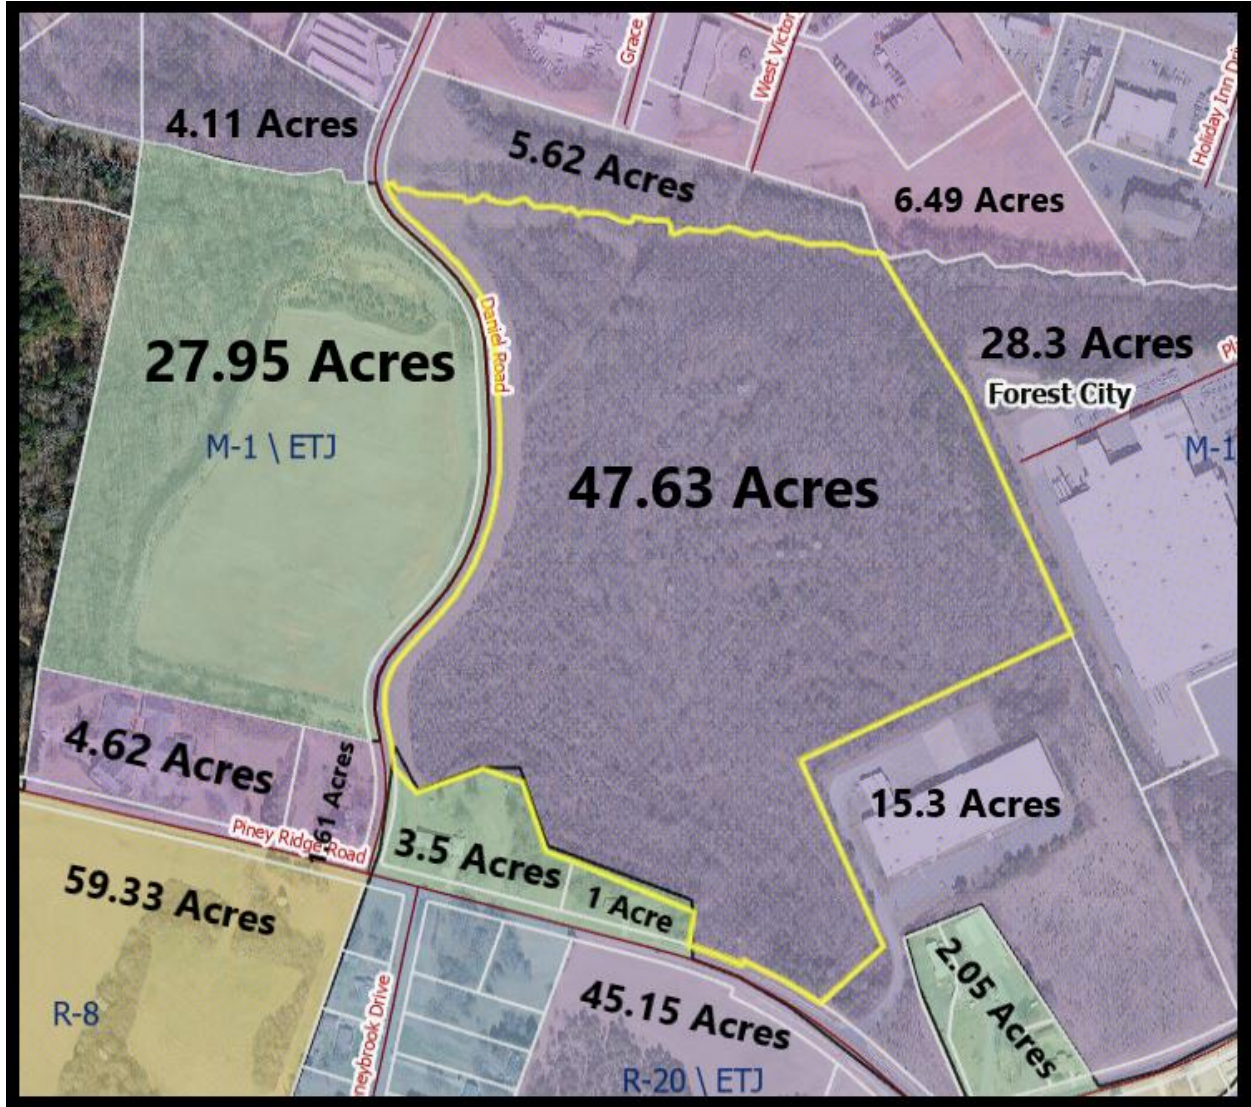 Grace
West Victor
Holiday Inn Dri
4.11 Acres
5.62 Acres
6.49 Acres
Daniel Road
27.95 Acres
28.3 Acres
Forest City
M-1 \ ETJ
M-1
47.63 Acres
4.62 Acres
1.61 Acres
15.3 Acres
Piney Ridge Road
3.5 Acres
1 Acre
59.33 Acres
2.05 Acres
neybrook Drive
45.15 Acres
R-8
R-20 \ ETJ